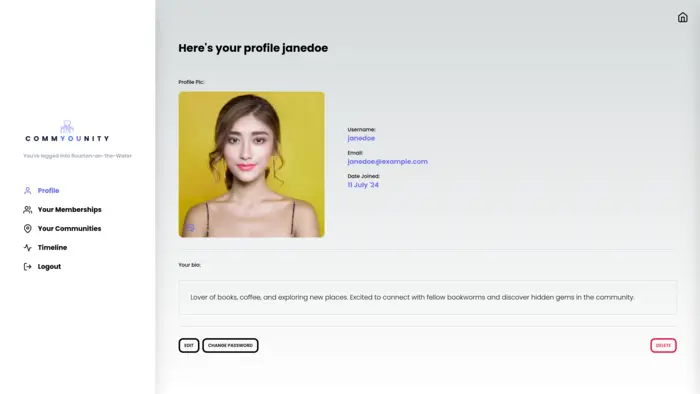 Here's your profile janedoe
Profile Pic:
Username:
janedoe
Email:
janedoe@example.com
Date Joined:
11 July '24
COMMYOUNITY
You're logged into Bourton-on-the-Water
Profile
Your Memberships
Your Communities
Timeline
Logout
Your bio:
Lover of books, coffee, and exploring new places. Excited to connect with fellow bookworms and discover hidden gems in the community.
EDIT
CHANGE PASSWORD
DELETE